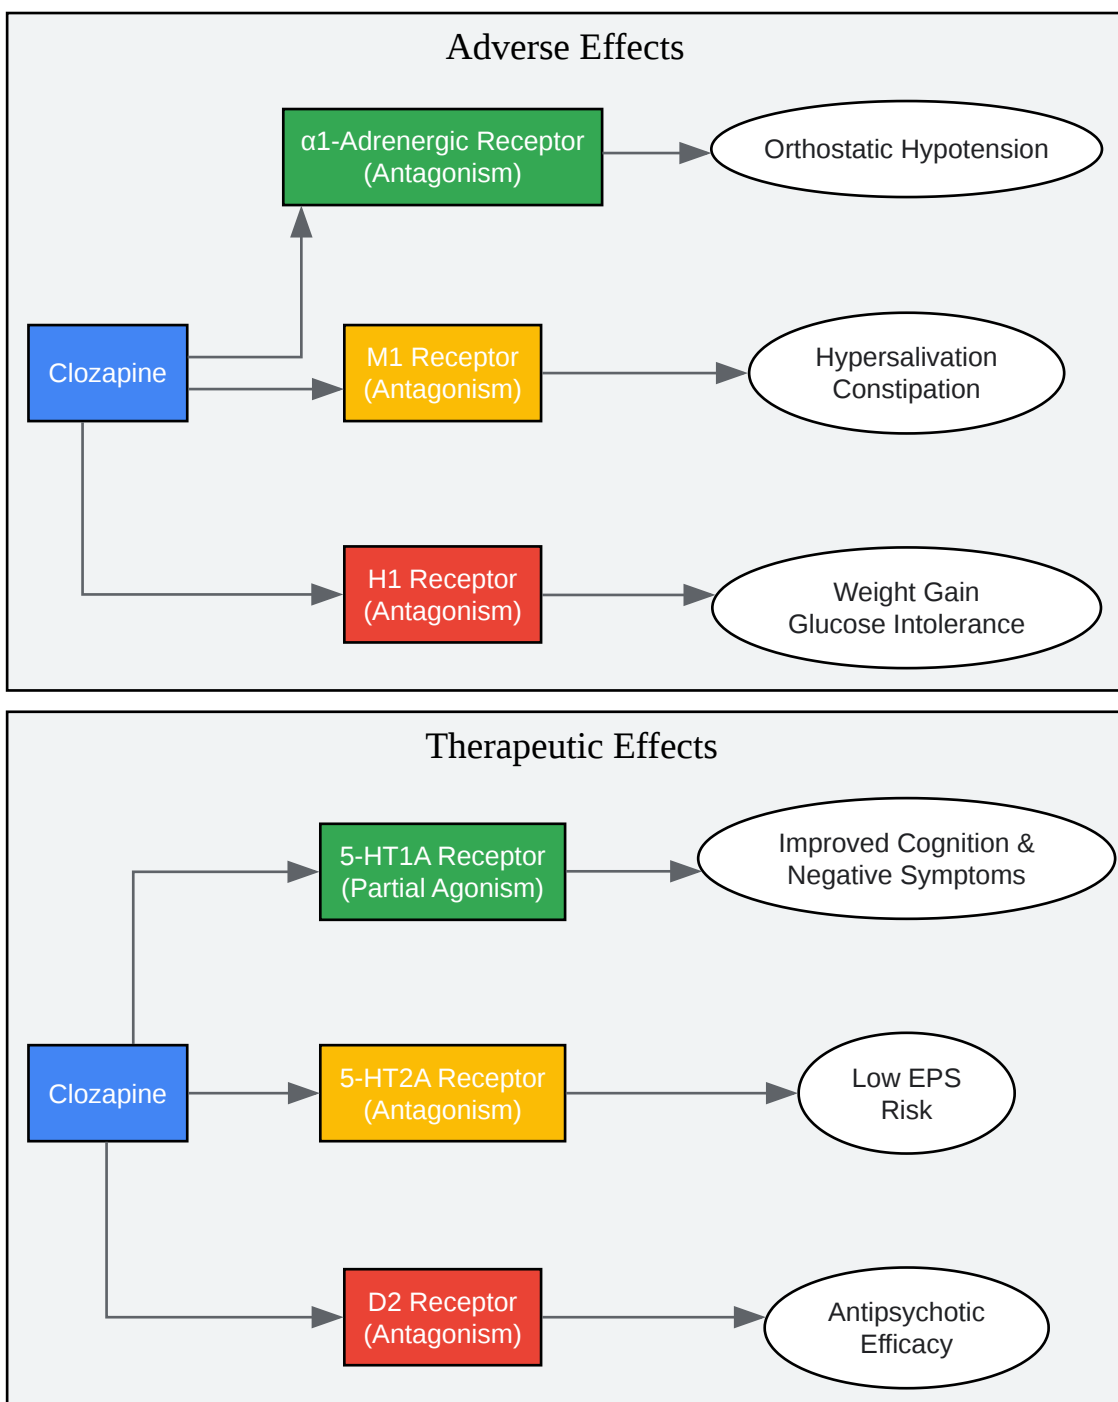 Adverse Effects
α1-Adrenergic Receptor
(Antagonism)
Orthostatic Hypotension
Clozapine
M1 Receptor
(Antagonism)
Hypersalivation
Constipation
H1 Receptor
(Antagonism)
Weight Gain
Glucose Intolerance
Therapeutic Effects
5-HT1A Receptor
(Partial Agonism)
Improved Cognition &
Negative Symptoms
Clozapine
5-HT2A Receptor
(Antagonism)
Low EPS
Risk
D2 Receptor
(Antagonism)
Antipsychotic
Efficacy